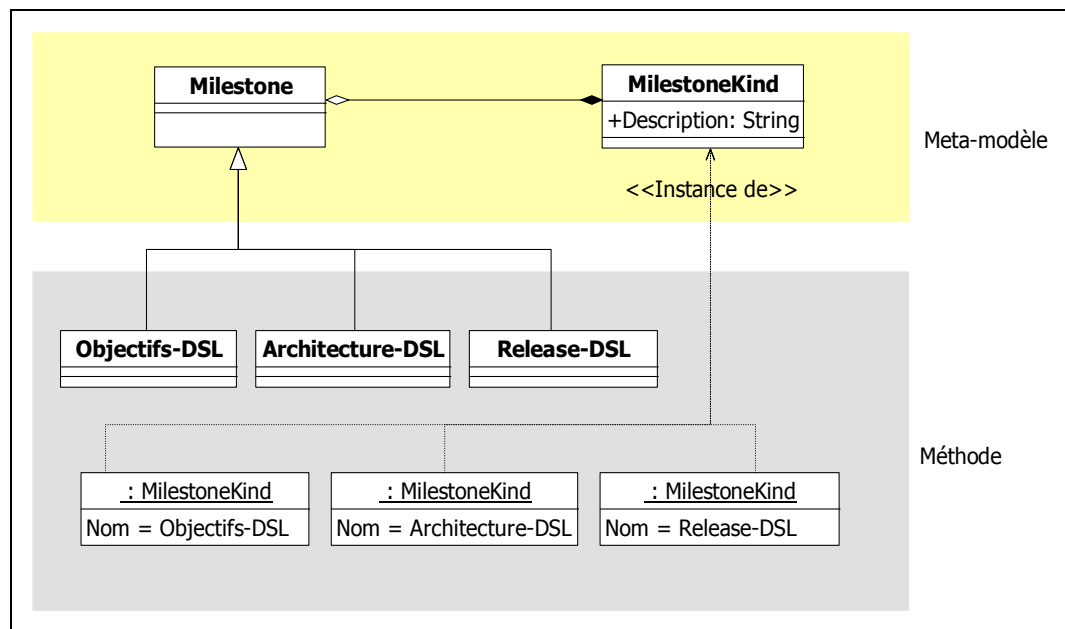 Milestone
MilestoneKind
+Description: String
Meta-modèle
<<Instance de>>
Objectifs-DSL
Architecture-DSL
Release-DSL
Méthode
: MilestoneKind
Nom = Objectifs-DSL
: MilestoneKind
Nom = Architecture-DSL
: MilestoneKind
Nom = Release-DSL